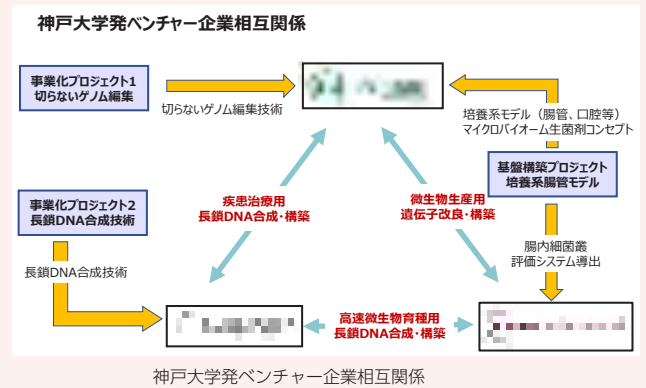 神戸大学発ベンチャー企業相互関係
事業化プロジェクト1
切らないゲノム編集
切らないゲノム編集技術
培養系モデル（腸管、口腔等）
マイクロバイオーム生菌剤コンセプト
基盤構築プロジェクト
培養系腸管モデル
疾患治療用
長鎖DNA合成・構築
微生物生産用
遺伝子改良・構築
事業化プロジェクト2
長鎖DNA合成技術
腸内細菌叢
評価システム導出
長鎖DNA合成技術
高速微生物育種用
長鎖DNA合成・構築
神戸大学発ベンチャー企業相互関係